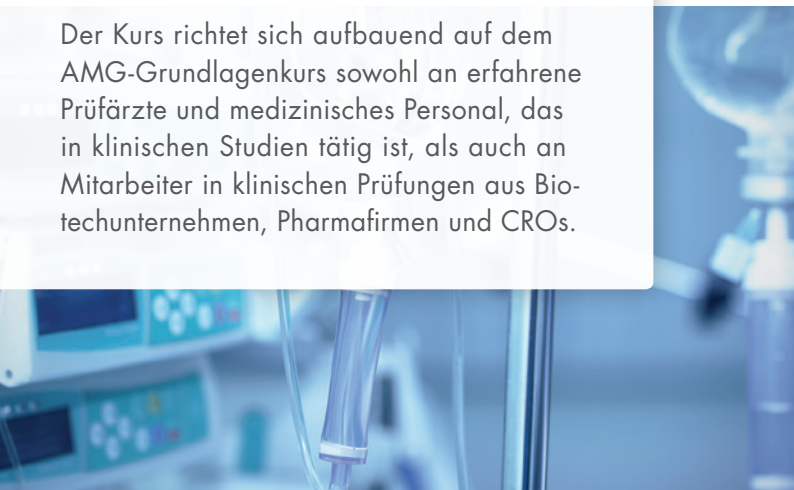 Der Kurs richtet sich aufbauend auf dem
AMG-Grundlagenkurs sowohl an erfahrene
Prüfärzte und medizinisches Personal, das
in klinischen Studien tätig ist, als auch an
Mitarbeiter in klinischen Prüfungen aus Bio-
techunternehmen, Pharmafirmen und CROs.